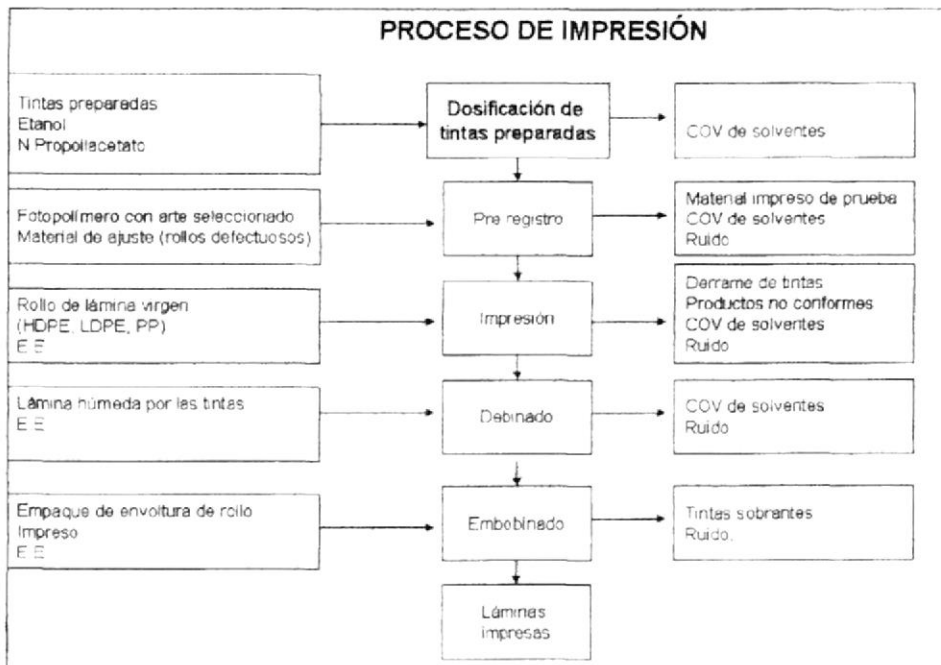 PROCESO DE IMPRESIÓN
Tintas preparadas
Etanol
N Propollacetato
Dosificación de
tintas preparadas
COV de solventes
Fotopolímero con arte seleccionado
Material de ajuste (rollos defectuosos)
Pre registro
Material impreso de prueba
COV de solventes
Ruido
Rollo de lámina virgen
(HDPE, LDPE, PP)
E E
Impresión
Derrame de tintas
Productos no conformes
COV de solventes
Ruido
Lámina húmeda por las tintas
E.E
Debinado
COV de solventes
Ruido
Empaque de envoltura de rollo
Impreso
E E
Embobinado
Tintas sobrantes
Ruido.
Láminas
impresas